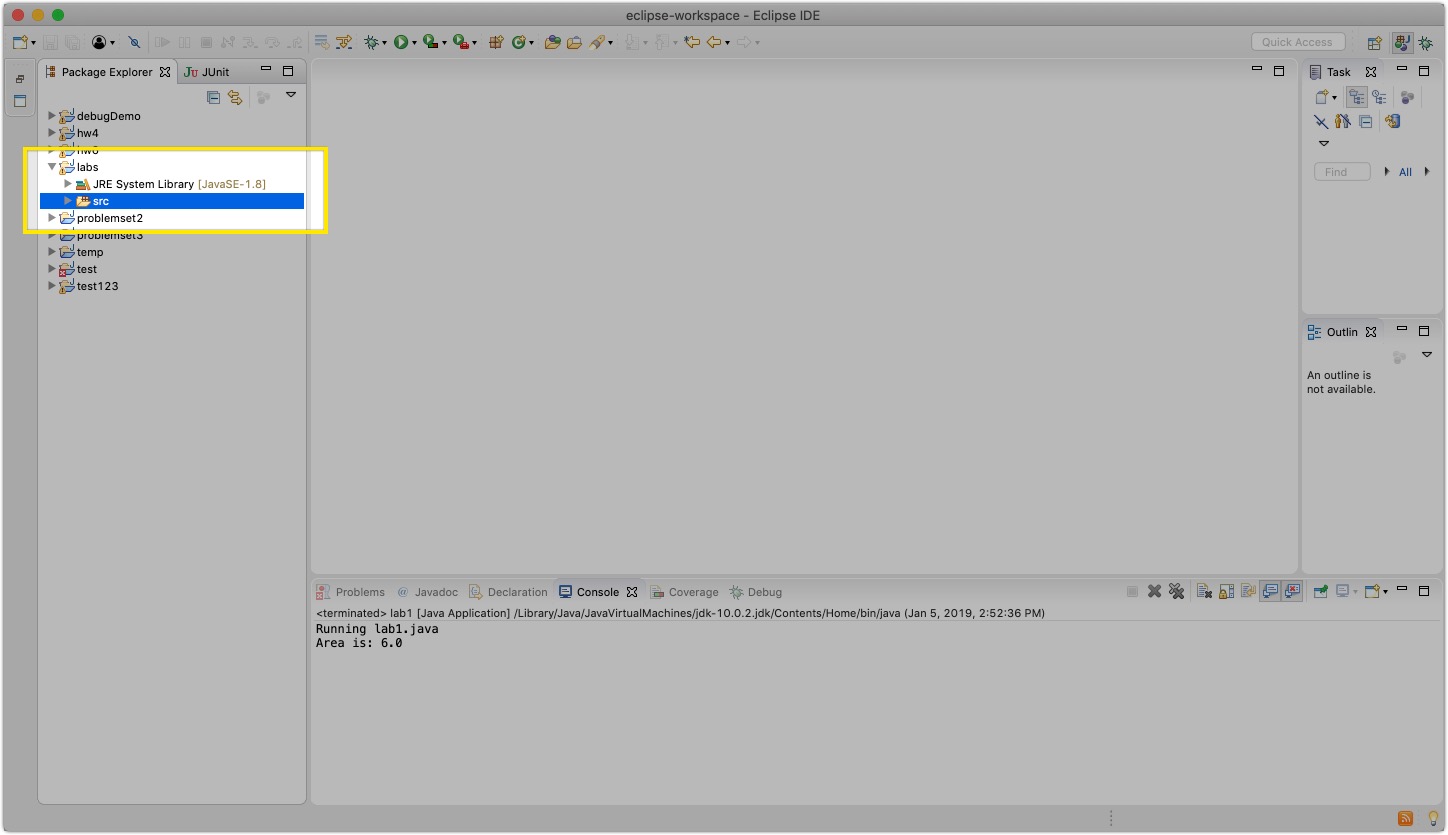 eclipse-workspace - Eclipse IDE
Quick Access
Package Explorer
JUnit
debugDemo
hw4
hw6
labs
JRE System Library [JavaSE-1.8]
src
problemset2
problemset3
temp
test
test123
Task
Find
All
Outlin
An outline is
not available.
Problems
Javadoc
Declaration
Console
Coverage
Debug
<terminated> lab1 [Java Application] /Library/Java/JavaVirtualMachines/jdk-10.0.2.jdk/Contents/Home/bin/java (Jan 5, 2019, 2:52:36 PM)
Running lab1.java
Area is: 6.0